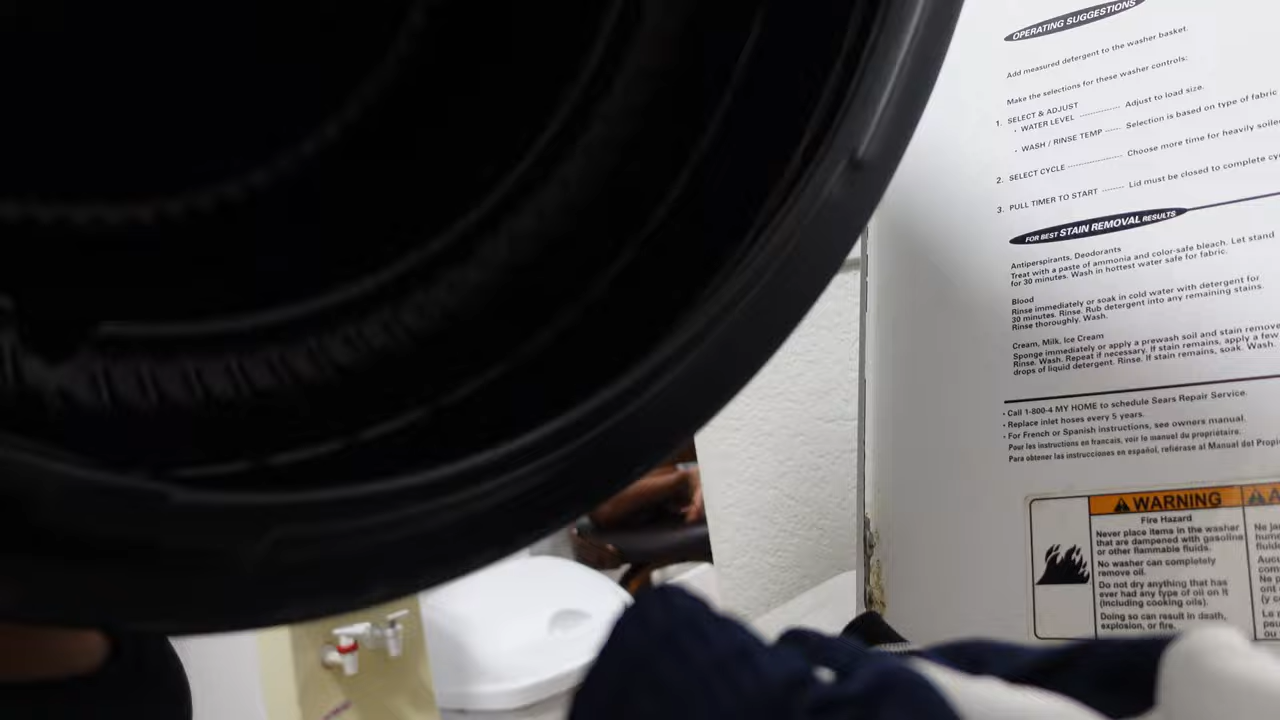 OPERATING SUGGESTIONS
Add measured detergent to the washer basket.
Make the selections for these washer controls:
1. SELECT & ADJUST
· WATER LEVEL ............... Adjust to load size.
· WASH / RINSE TEMP ...... Selection is based on type of fabric
2. SELECT CYCLE .................... Choose more time for heavily
3. PULL TIMER TO START ........ Lid must be closed to complete
FOR BEST STAIN REMOVAL RESULTS
Antiperspirants, Deodorants
Treat with a paste of ammonia and color-safe bleach. Let stand
for 30 minutes. Wash in hottest water safe for fabric.
Blood
Rinse immediately or soak in cold water with detergent for
30 minutes. Rinse. Rub detergent into any remaining stains.
Rinse thoroughly. Wash.
Cream, Milk, Ice Cream
Sponge immediately or apply a prewash soil and stain
Rinse. Wash. Repeat if necessary. If stain remains, apply a few
drops of liquid detergent. Rinse. If stain remains, soak. Wash.
· Call 1-800-4 MY HOME to schedule Sears Repair Service.
· Replace inlet hoses every 5 years.
· For French or Spanish instructions, see owners manual.
Pour les instructions en francais, voir le manuel du propriétaire.
Para obtener las instrucciones en español, refiérase al Manual del
WARNING
Fire Hazard
Never place items in the washer
that are dampened with gasoline
or other flammable fluids.
No washer can completely
remove oil.
Do not dry anything that has
ever had any type of oil on it
(including cooking oils).
Doing so can result in death,
explosion, or fire.